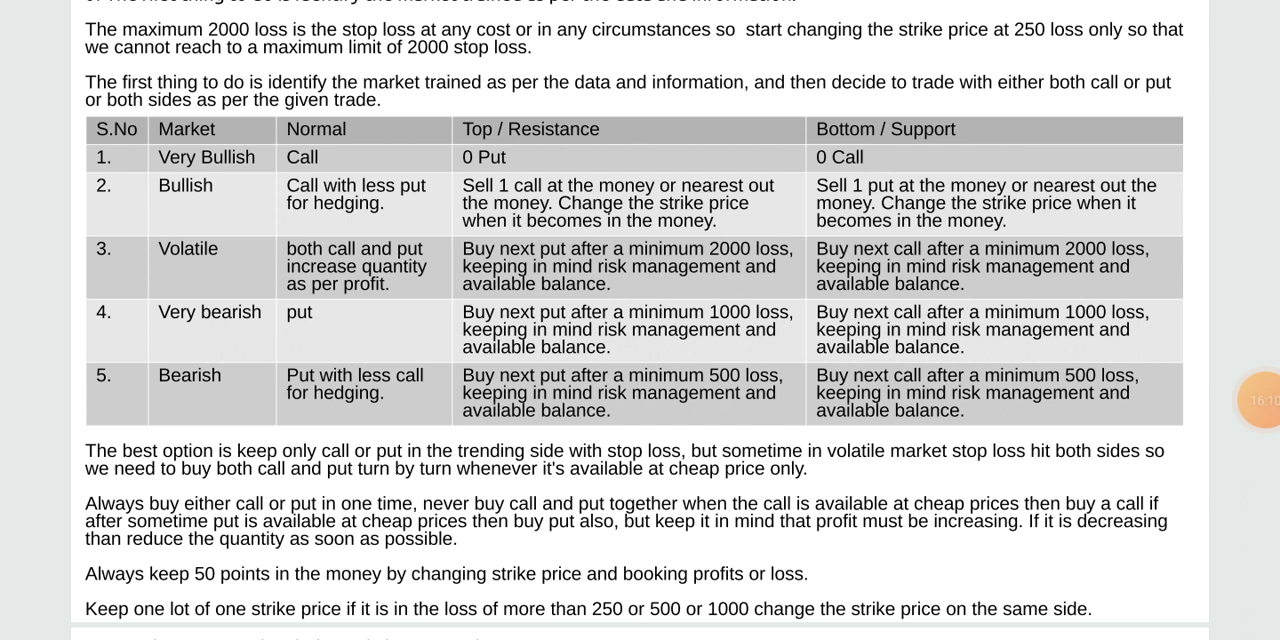 The maximum 2000 loss is the stop loss at any cost or in any circumstances so  start changing the strike price at 250 loss only so that
we cannot reach to a maximum limit of 2000 stop loss.
The first thing to do is identify the market trained as per the data and information, and then decide to trade with either both call or put
or both sides as per the given trade.
S.No Market Normal Top / Resistance Bottom / Support
1. Very Bullish Call 0 Put 0 Call
2. Bullish Call with less put Sell 1 call at the money or nearest out Sell 1 put at the money or nearest out the
for hedging. the money. Change the strike price money. Change the strike price when it
when it becomes in the money. becomes in the money.
3. Volatile both call and put Buy next put after a minimum 2000 loss, Buy next call after a minimum 2000 loss,
increase quantity keeping in mind risk management and keeping in mind risk management and
as per profit. available balance. available balance.
4. Very bearish put Buy next put after a minimum 1000 loss, Buy next call after a minimum 1000 loss,
keeping in mind risk management and keeping in mind risk management and
available balance. available balance.
5. Bearish Put with less call Buy next put after a minimum 500 loss, Buy next call after a minimum 500 loss,
for hedging. keeping in mind risk management and keeping in mind risk management and
available balance. available balance.
The best option is keep only call or put in the trending side with stop loss, but sometime in volatile market stop loss hit both sides so
we need to buy both call and put turn by turn whenever it's available at cheap price only.
Always buy either call or put in one time, never buy call and put together when the call is available at cheap prices then buy a call if
after sometime put is available at cheap prices then buy put also, but keep it in mind that profit must be increasing. If it is decreasing
than reduce the quantity as soon as possible.
Always keep 50 points in the money by changing strike price and booking profits or loss.
Keep one lot of one strike price if it is in the loss of more than 250 or 500 or 1000 change the strike price on the same side.
16:10